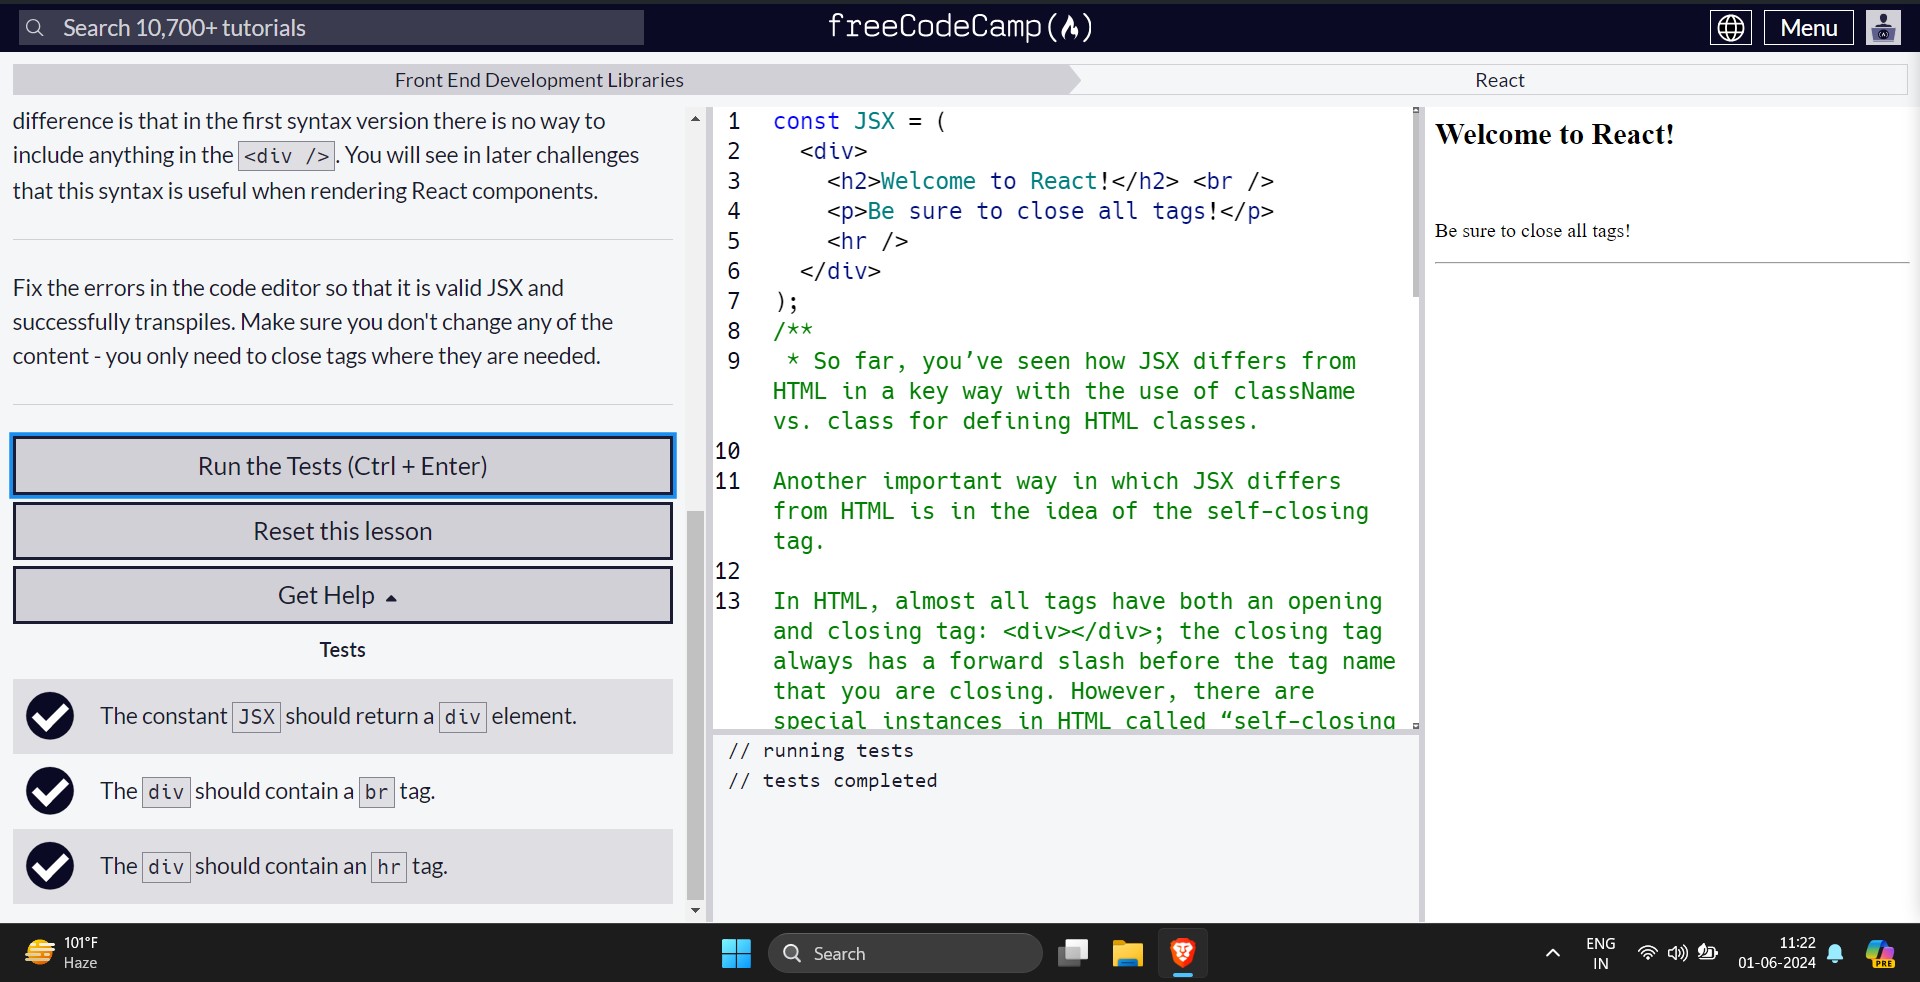 Search 10,700+ tutorials
freeCodeCamp(🔥)
Menu
Front End Development Libraries
React
difference is that in the first syntax version there is no way to
include anything in the <div />. You will see in later challenges
that this syntax is useful when rendering React components.
Fix the errors in the code editor so that it is valid JSX and
successfully transpiles. Make sure you don't change any of the
content - you only need to close tags where they are needed.
Run the Tests (Ctrl + Enter)
Reset this lesson
Get Help
Tests
The constant JSX should return a div element.
The div should contain a br tag.
The div should contain an hr tag.
1 const JSX = (
2 <div>
3 <h2>Welcome to React!</h2> <br />
4 <p>Be sure to close all tags!</p>
5 <hr />
6 </div>
7 );
8 /**
9 * So far, you’ve seen how JSX differs from
HTML in a key way with the use of className
vs. class for defining HTML classes.
10
11 Another important way in which JSX differs
from HTML is in the idea of the self-closing
tag.
12
13 In HTML, almost all tags have both an opening
and closing tag: <div></div>; the closing tag
always has a forward slash before the tag name
that you are closing. However, there are
special instances in HTML called “self-closing
// running tests
// tests completed
Welcome to React!
Be sure to close all tags!
101°F
Haze
Search
ENG
IN
11:22
01-06-2024
PRE